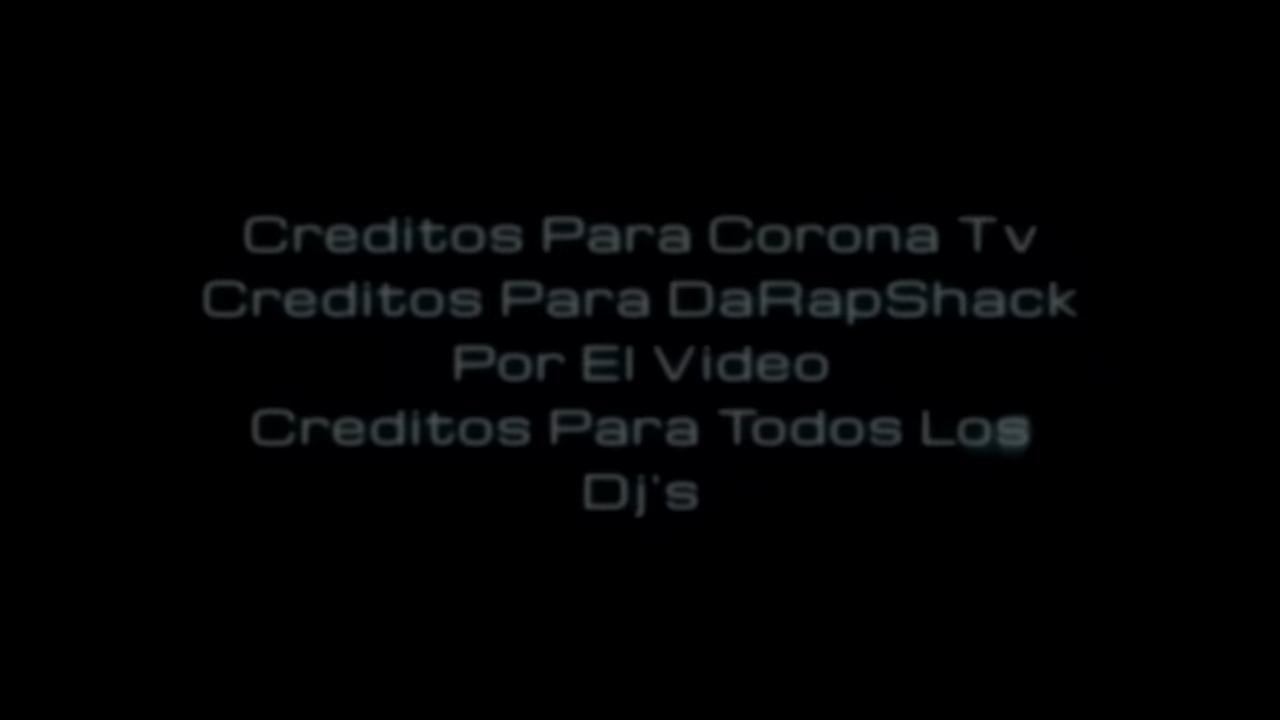 Creditos Para Corona Tv
Creditos Para DaRapShack
Por El Video
Creditos Para Todos Los
Dj's